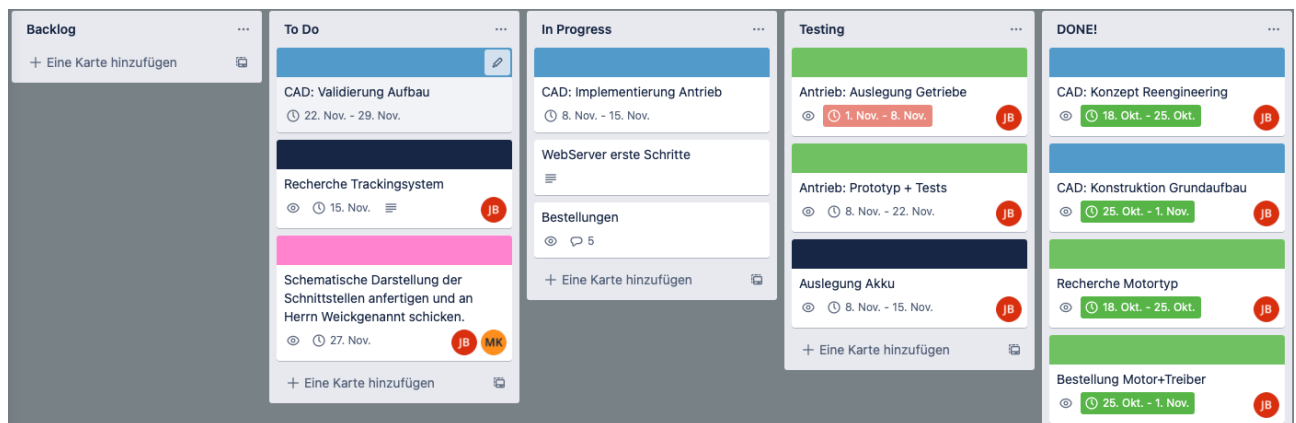 Backlog
Eine Karte hinzufügen
To Do
CAD: Validierung Aufbau
22. Nov. - 29. Nov.
Recherche Trackingsystem
15. Nov.
JB
Schematische Darstellung der
Schnittstellen anfertigen und an
Herrn Weickgenannt schicken.
27. Nov.
JB MK
Eine Karte hinzufügen
In Progress
CAD: Implementierung Antrieb
8. Nov. - 15. Nov.
WebServer erste Schritte
Bestellungen
5
Eine Karte hinzufügen
Testing
Antrieb: Auslegung Getriebe
1. Nov. - 8. Nov.
JB
Antrieb: Prototyp + Tests
8. Nov. - 22. Nov.
JB
Auslegung Akku
8. Nov. - 15. Nov.
JB
Eine Karte hinzufügen
DONE!
CAD: Konzept Reengineering
18. Okt. - 25. Okt.
JB
CAD: Konstruktion Grundaufbau
25. Okt. - 1. Nov.
JB
Recherche Motortyp
18. Okt. - 25. Okt.
JB
Bestellung Motor+Treiber
25. Okt. - 1. Nov.
JB